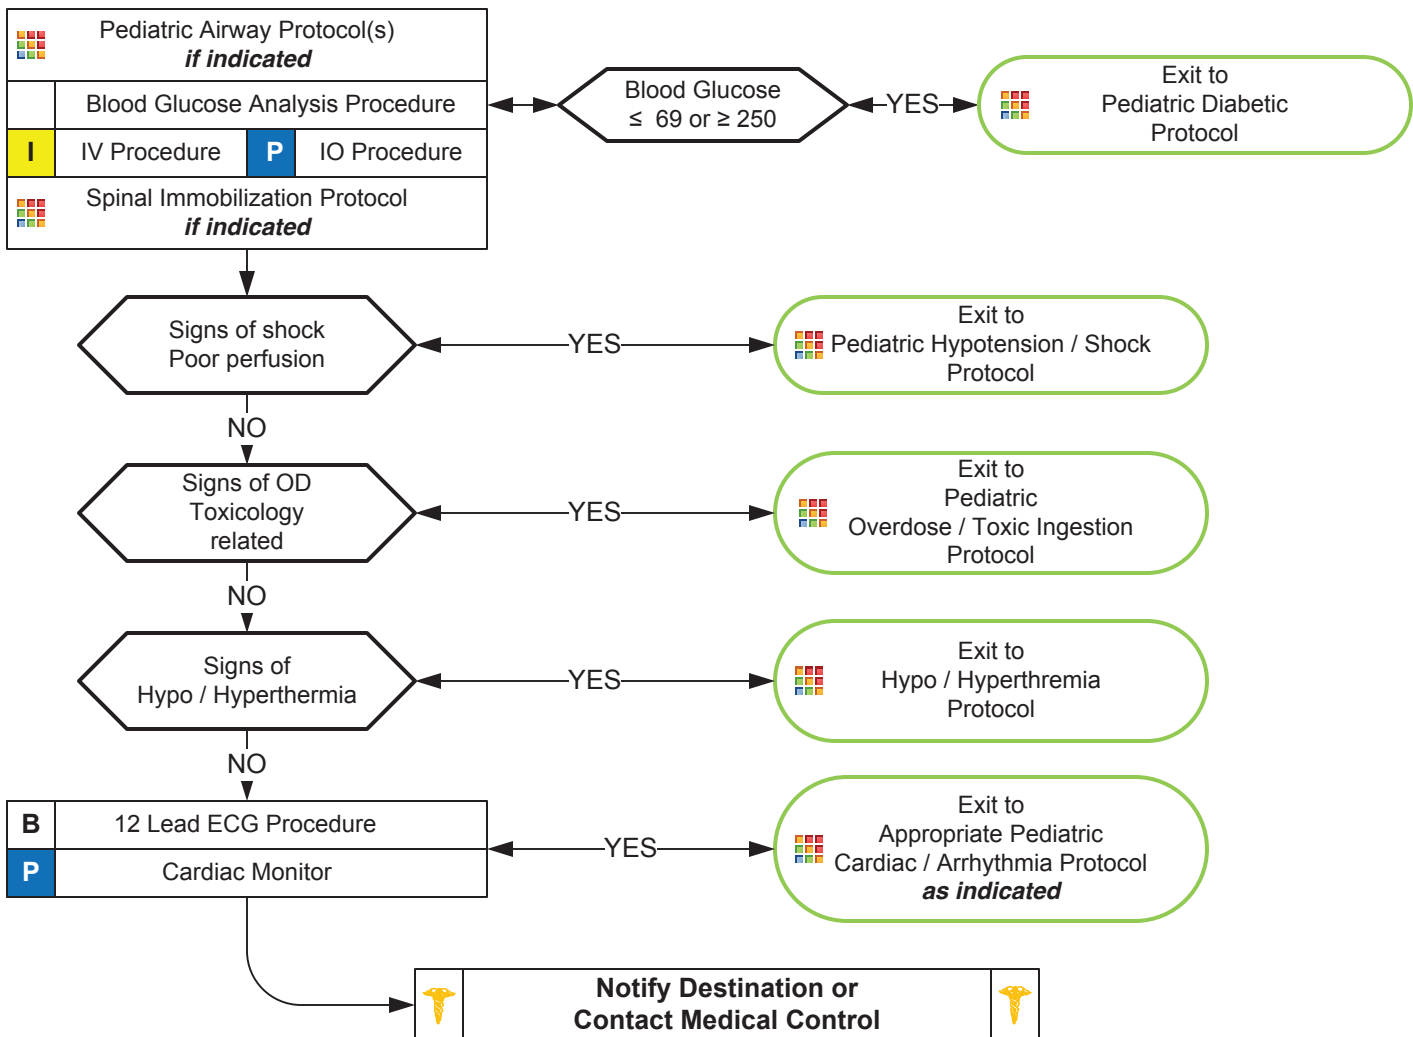 Pediatric Airway Protocol(s)
if indicated
Blood Glucose Analysis Procedure
I
IV Procedure
P
IO Procedure
Spinal Immobilization Protocol
if indicated
Blood Glucose
≤ 69 or ≥ 250
YES
Exit to
Pediatric Diabetic
Protocol
Signs of shock
Poor perfusion
YES
Exit to
Pediatric Hypotension / Shock
Protocol
NO
Signs of OD
Toxicology
related
YES
Exit to
Pediatric
Overdose / Toxic Ingestion
Protocol
NO
Signs of
Hypo / Hyperthermia
YES
Exit to
Hypo / Hyperthremia
Protocol
NO
B
12 Lead ECG Procedure
P
Cardiac Monitor
YES
Exit to
Appropriate Pediatric
Cardiac / Arrhythmia Protocol
as indicated
Notify Destination or
Contact Medical Control